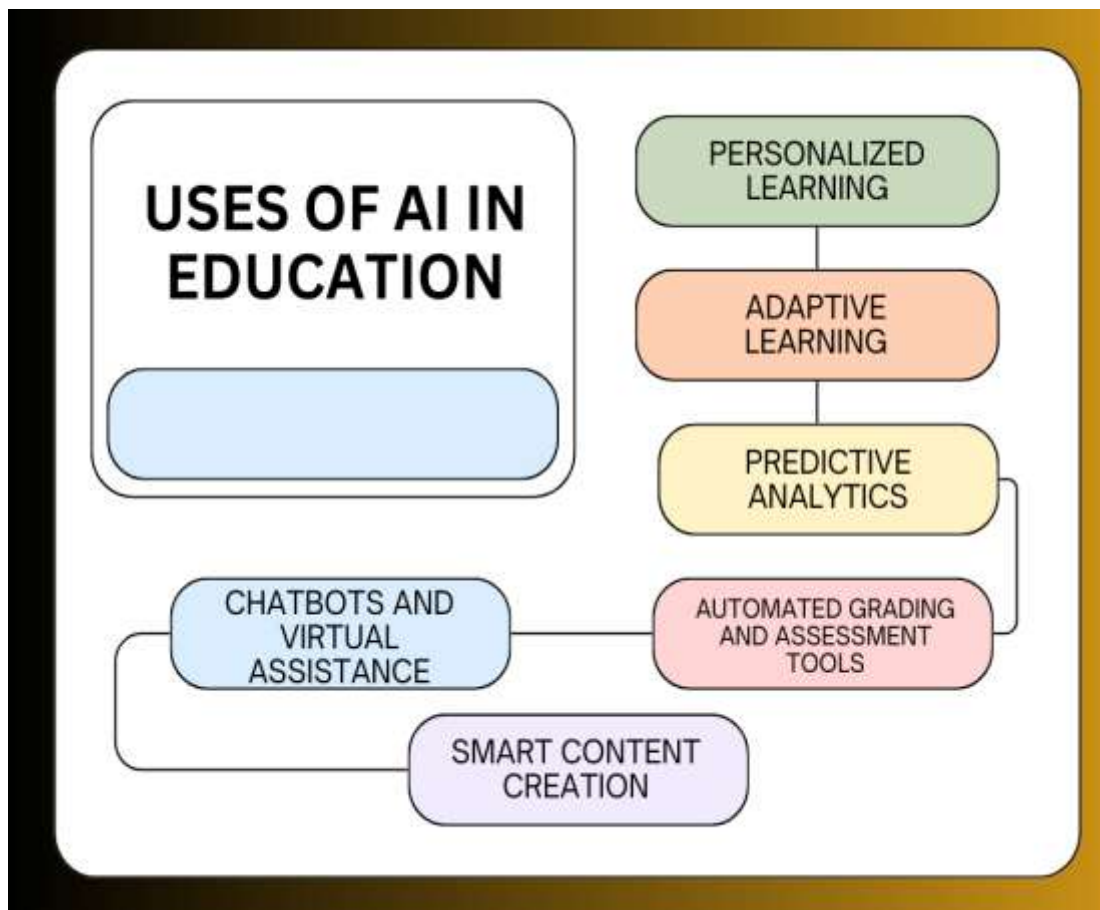 USES OF AI IN
EDUCATION
PERSONALIZED
LEARNING
ADAPTIVE
LEARNING
PREDICTIVE
ANALYTICS
AUTOMATED GRADING
AND ASSESSMENT
TOOLS
CHATBOTS AND
VIRTUAL
ASSISTANCE
SMART CONTENT
CREATION